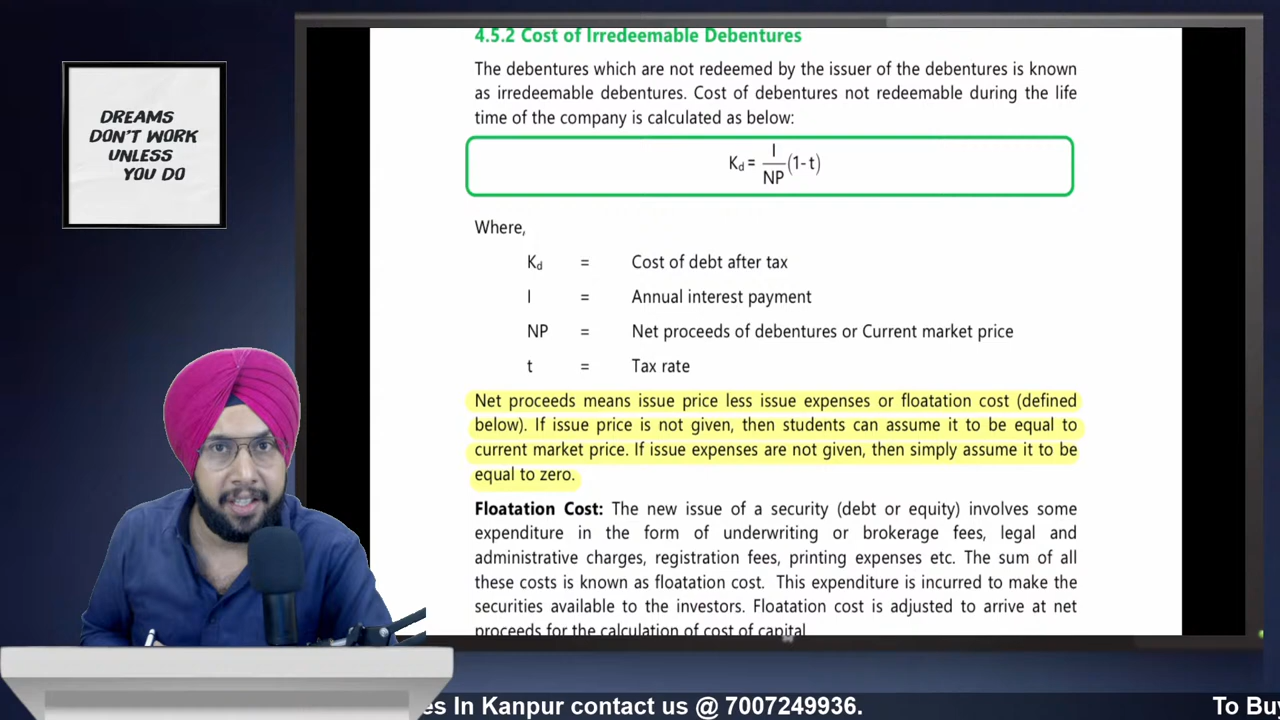 DREAMS
DON'T WORK
UNLESS
YOU DO
4.5.2 Cost of Irredeemable Debentures
The debentures which are not redeemed by the issuer of the debentures is known
as irredeemable debentures. Cost of debentures not redeemable during the life
time of the company is calculated as below:
Kd = I/NP (1-t)
Where,
Kd = Cost of debt after tax
I = Annual interest payment
NP = Net proceeds of debentures or Current market price
t = Tax rate
Net proceeds means issue price less issue expenses or floatation cost (defined
below). If issue price is not given, then students can assume it to be equal to
current market price. If issue expenses are not given, then simply assume it to be
equal to zero.
Floatation Cost: The new issue of a security (debt or equity) involves some
expenditure in the form of underwriting or brokerage fees, legal and
administrative charges, registration fees, printing expenses etc. The sum of all
these costs is known as floatation cost. This expenditure is incurred to make the
securities available to the investors. Floatation cost is adjusted to arrive at net
proceeds for the calculation of cost of capital
es In Kanpur contact us @ 7007249936. To Bu